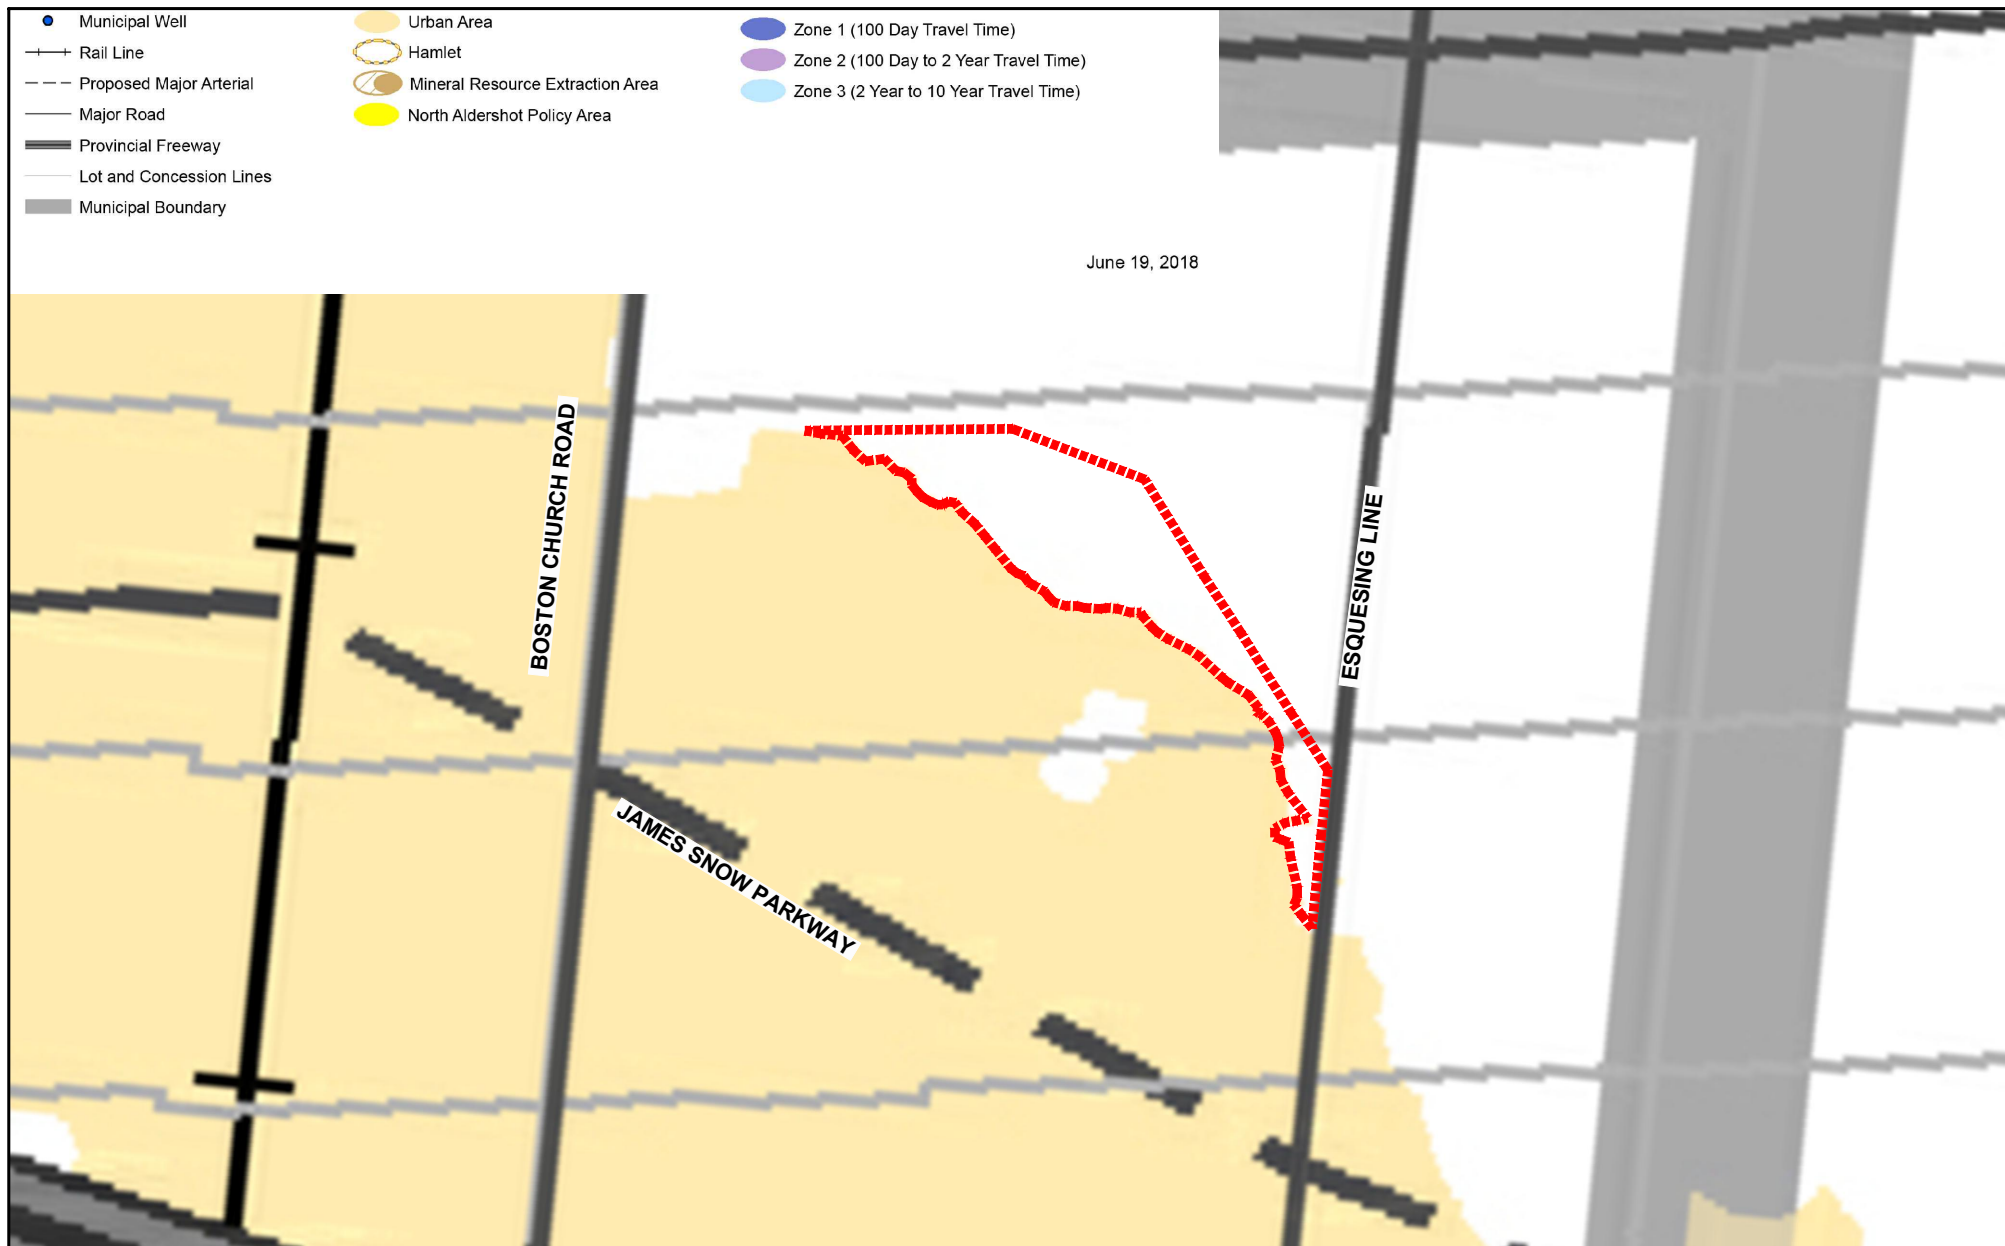 Municipal Well
Rail Line
Proposed Major Arterial
Major Road
Provincial Freeway
Lot and Concession Lines
Municipal Boundary
Urban Area
Hamlet
Mineral Resource Extraction Area
North Aldershot Policy Area
Zone 1 (100 Day Travel Time)
Zone 2 (100 Day to 2 Year Travel Time)
Zone 3 (2 Year to 10 Year Travel Time)
June 19, 2018
BOSTON CHURCH ROAD
ESQUESING LINE
JAMES SNOW PARKWAY